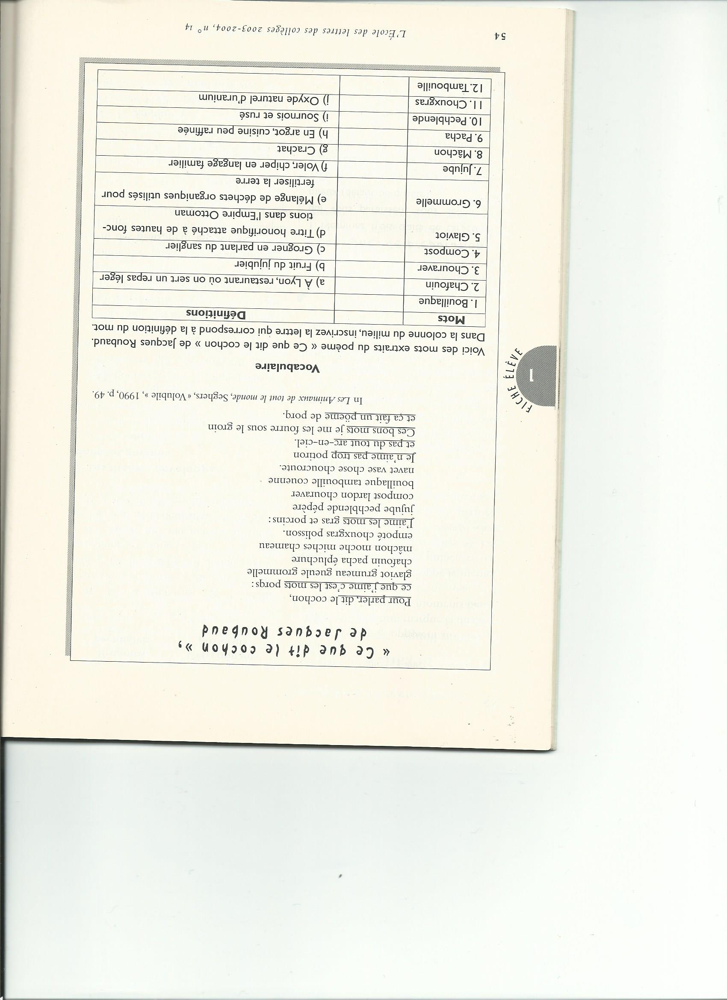 « Ce que dit le cochon »,
de Jacques Roubaud
Pour parler, dit le cochon,
ce que j'aime c'est les mots porqs :
glaviot grumeau gueule grommelle
chafouin pacha épluchure
mâchon moche miches chameau
empoté chouxgras polisson.
J'aime les mots gras et porcins :
jujube pechblende pépère
compost lardon chouraver
bouillaque tambouille couenne
navet vase chose choucroute.
Je n'aime pas trop potiron
et pas du tout arc-en-ciel.
Ces bons mots je me les fourre sous le groin
et ça fait un pöeme de porq.
In Les Animaux de tout le monde, Seghers, « Volubile », 1990, p. 49.
FICHE ÉLÈVE
1
Vocabulaire
Voici des mots extraits du poème « Ce que dit le cochon » de Jacques Roubaud.
Dans la colonne du milieu, inscrivez la lettre qui correspond à la définition du mot.
Mots Définitions
1. Bouillaque
2. Chafouin a) À Lyon, restaurant où on sert un repas léger
3. Chouraver b) Fruit du jujubier
4. Compost c) Grogner en parlant du sanglier
5. Glaviot d) Titre honorifique attaché à de hautes fonc-
tions dans l'Empire Ottoman
6. Grommelle e) Mélange de déchets organiques utilisés pour
fertiliser la terre
7. Jujube f) Voler, chiper en langage familier
8. Mâchon g) Crachat
9. Pacha h) En argot, cuisine peu raffinée
10. Pechblende i) Sournois et rusé
11. Chouxgras j) Oxyde naturel d'uranium
12. Tambouille
54 L'École des lettres des collèges 2003-2004, n° 14